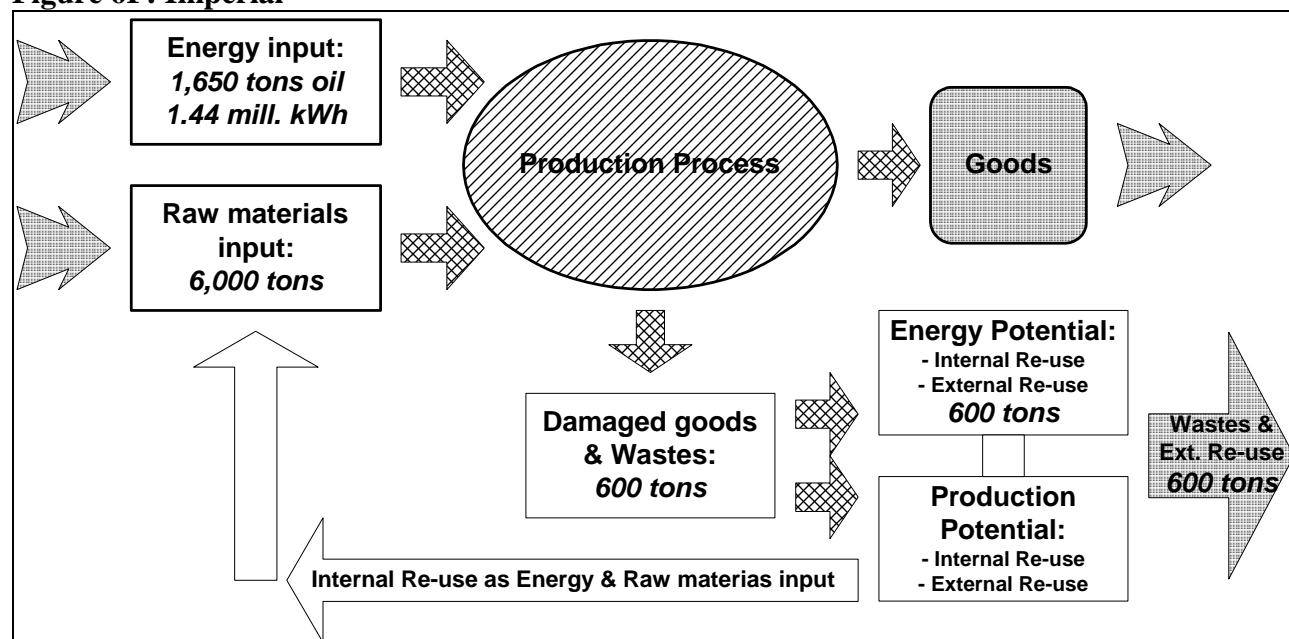 Figure 61 : Imperial
Energy input:
1,650 tons oil
1.44 mill. kWh
Production Process
Goods
Raw materials
input:
6,000 tons
Energy Potential:
- Internal Re-use
- External Re-use
600 tons
Damaged goods
& Wastes:
600 tons
Wastes &
Ext. Re-use
600 tons
Production
Potential:
- Internal Re-use
- External Re-use
Internal Re-use as Energy & Raw materias input